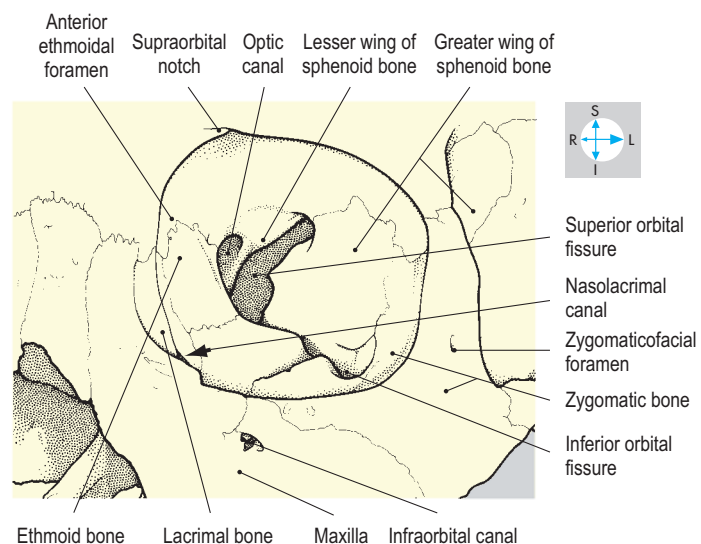 Anterior
ethmoidal
foramen
Supraorbital
notch
Optic
canal
Lesser wing of
sphenoid bone
Greater wing of
sphenoid bone
S
R
L
I
Superior orbital
fissure
Nasolacrimal
canal
Zygomaticofacial
foramen
Zygomatic bone
Inferior orbital
fissure
Ethmoid bone
Lacrimal bone
Maxilla
Infraorbital canal